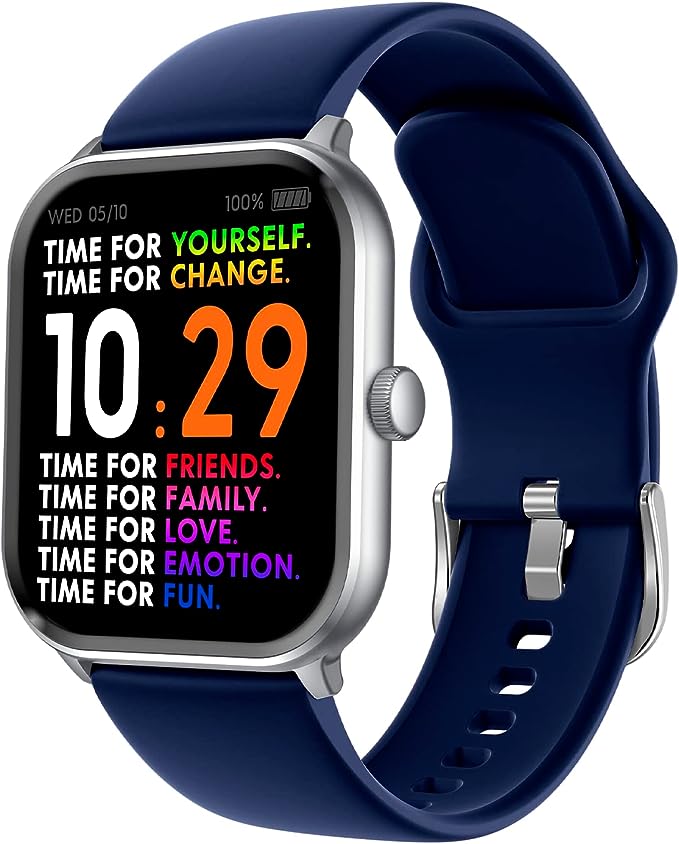 WED 05/10 100%
TIME FOR YOURSELF.
TIME FOR CHANGE.
10:29
TIME FOR FRIENDS.
TIME FOR FAMILY.
TIME FOR LOVE.
TIME FOR EMOTION.
TIME FOR FUN.